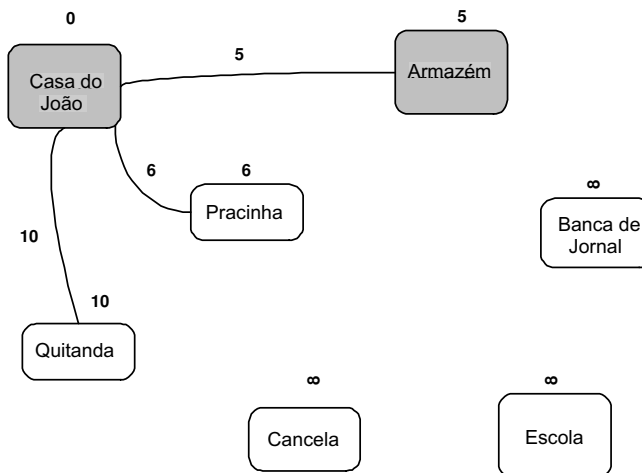 0
5
5
Casa do
João
Armazém
6
6
Pracinha
∞
Banca de
Jornal
10
10
Quitanda
∞
∞
Cancela
Escola